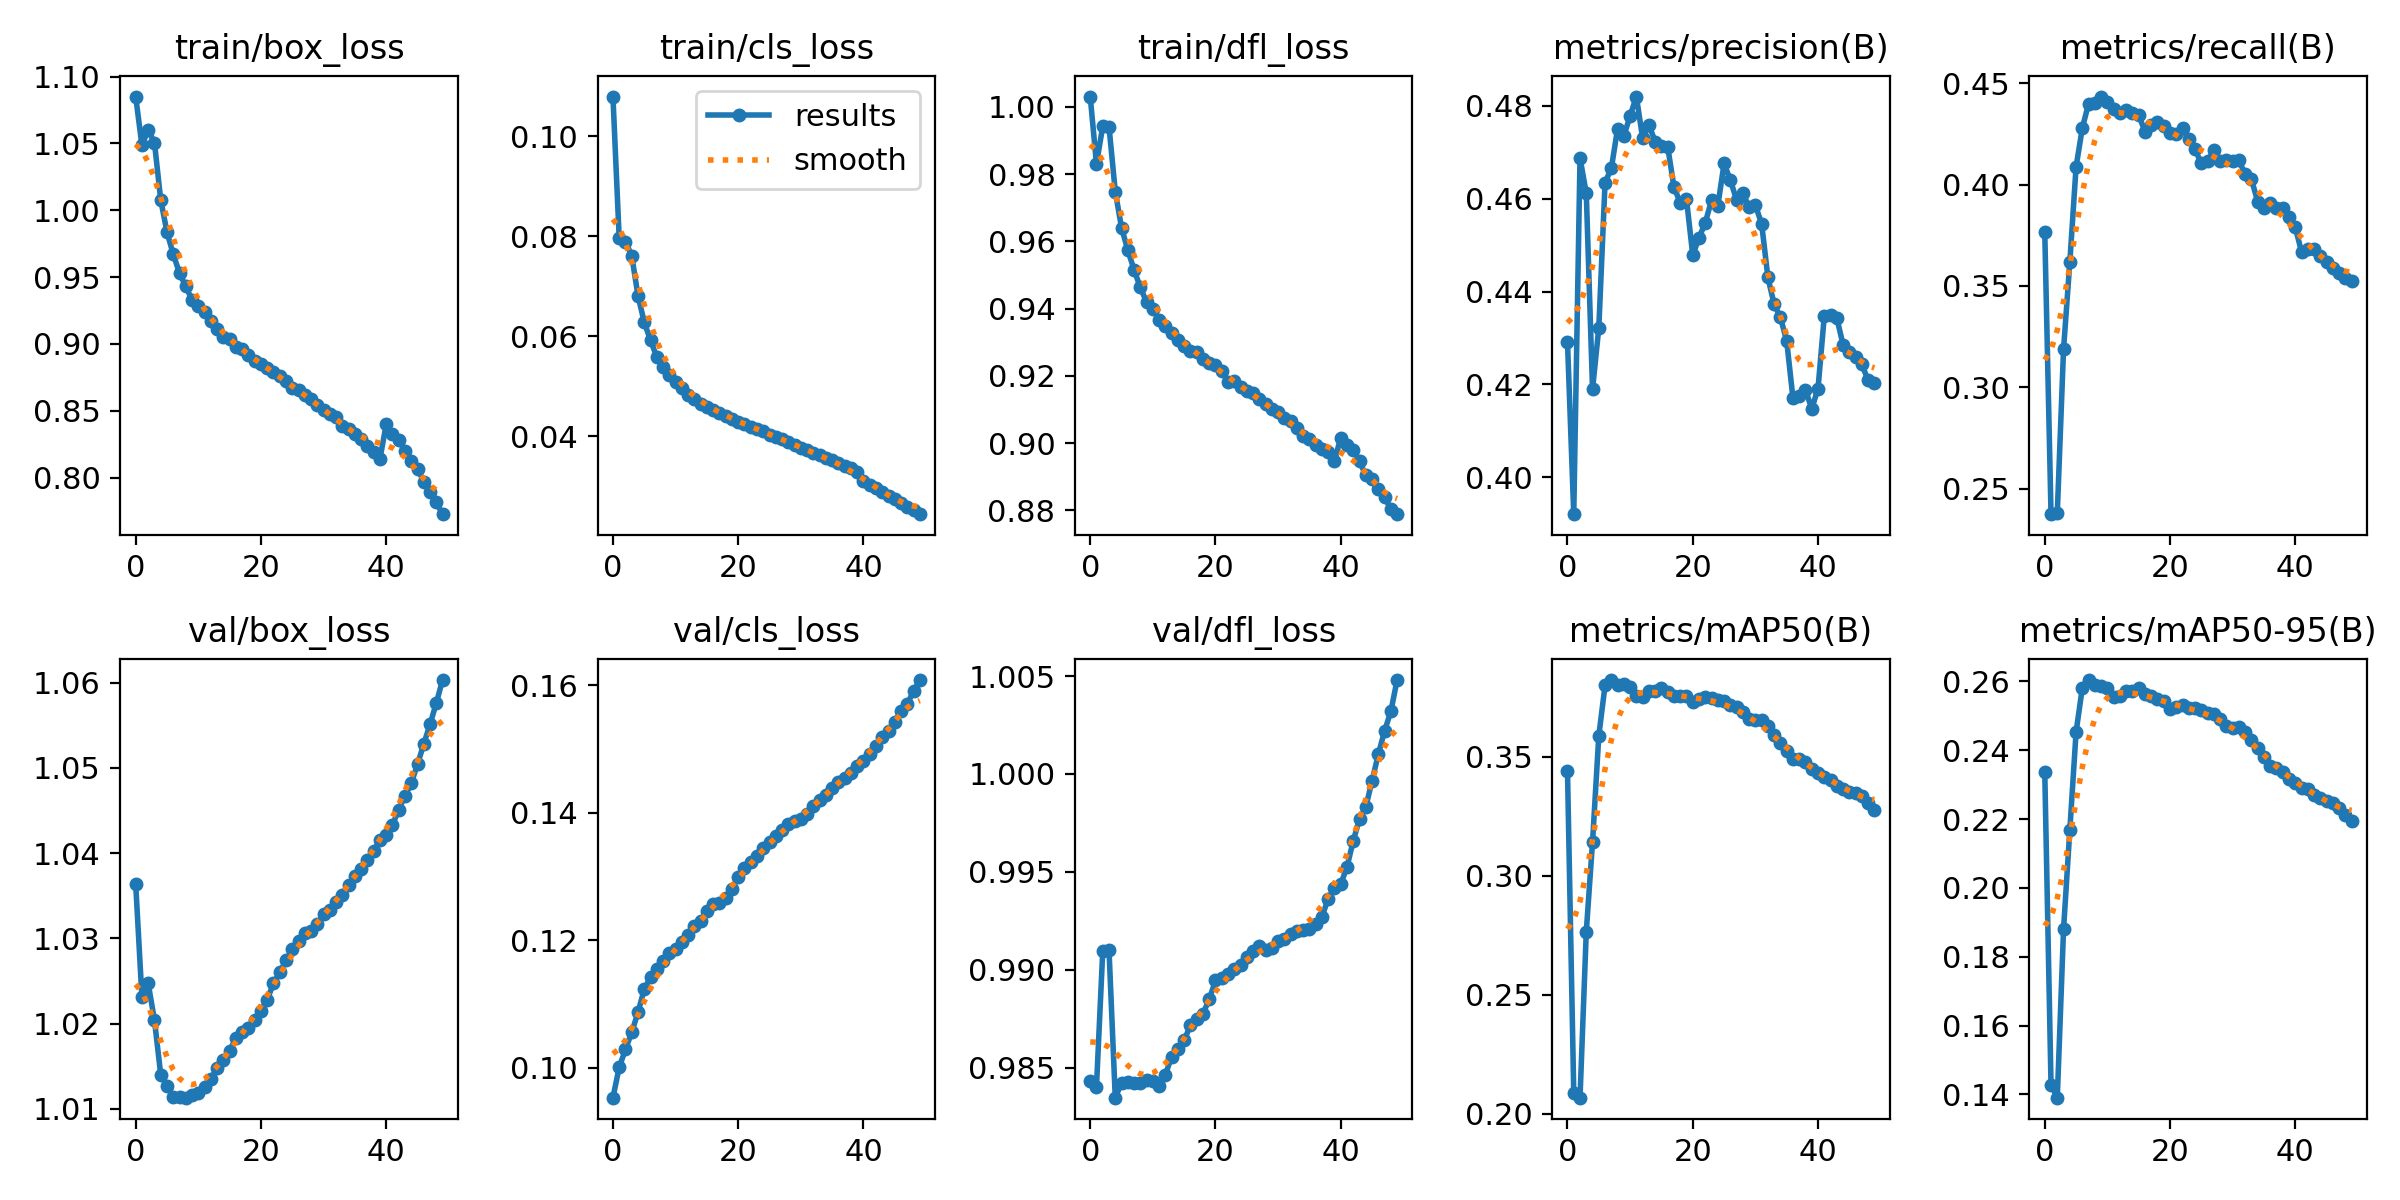 train/box_loss
1.10
1.05
1.00
0.95
0.90
0.85
0.80
0 20 40
train/cls_loss
results
smooth
0.10
0.08
0.06
0.04
0 20 40
train/dfl_loss
1.00
0.98
0.96
0.94
0.92
0.90
0.88
0 20 40
metrics/precision(B)
0.48
0.46
0.44
0.42
0.40
0 20 40
metrics/recall(B)
0.45
0.40
0.35
0.30
0.25
0 20 40
val/box_loss
1.06
1.05
1.04
1.03
1.02
1.01
0 20 40
val/cls_loss
0.16
0.14
0.12
0.10
0 20 40
val/dfl_loss
1.005
1.000
0.995
0.990
0.985
0 20 40
metrics/mAP50(B)
0.35
0.30
0.25
0.20
0 20 40
metrics/mAP50-95(B)
0.26
0.24
0.22
0.20
0.18
0.16
0.14
0 20 40